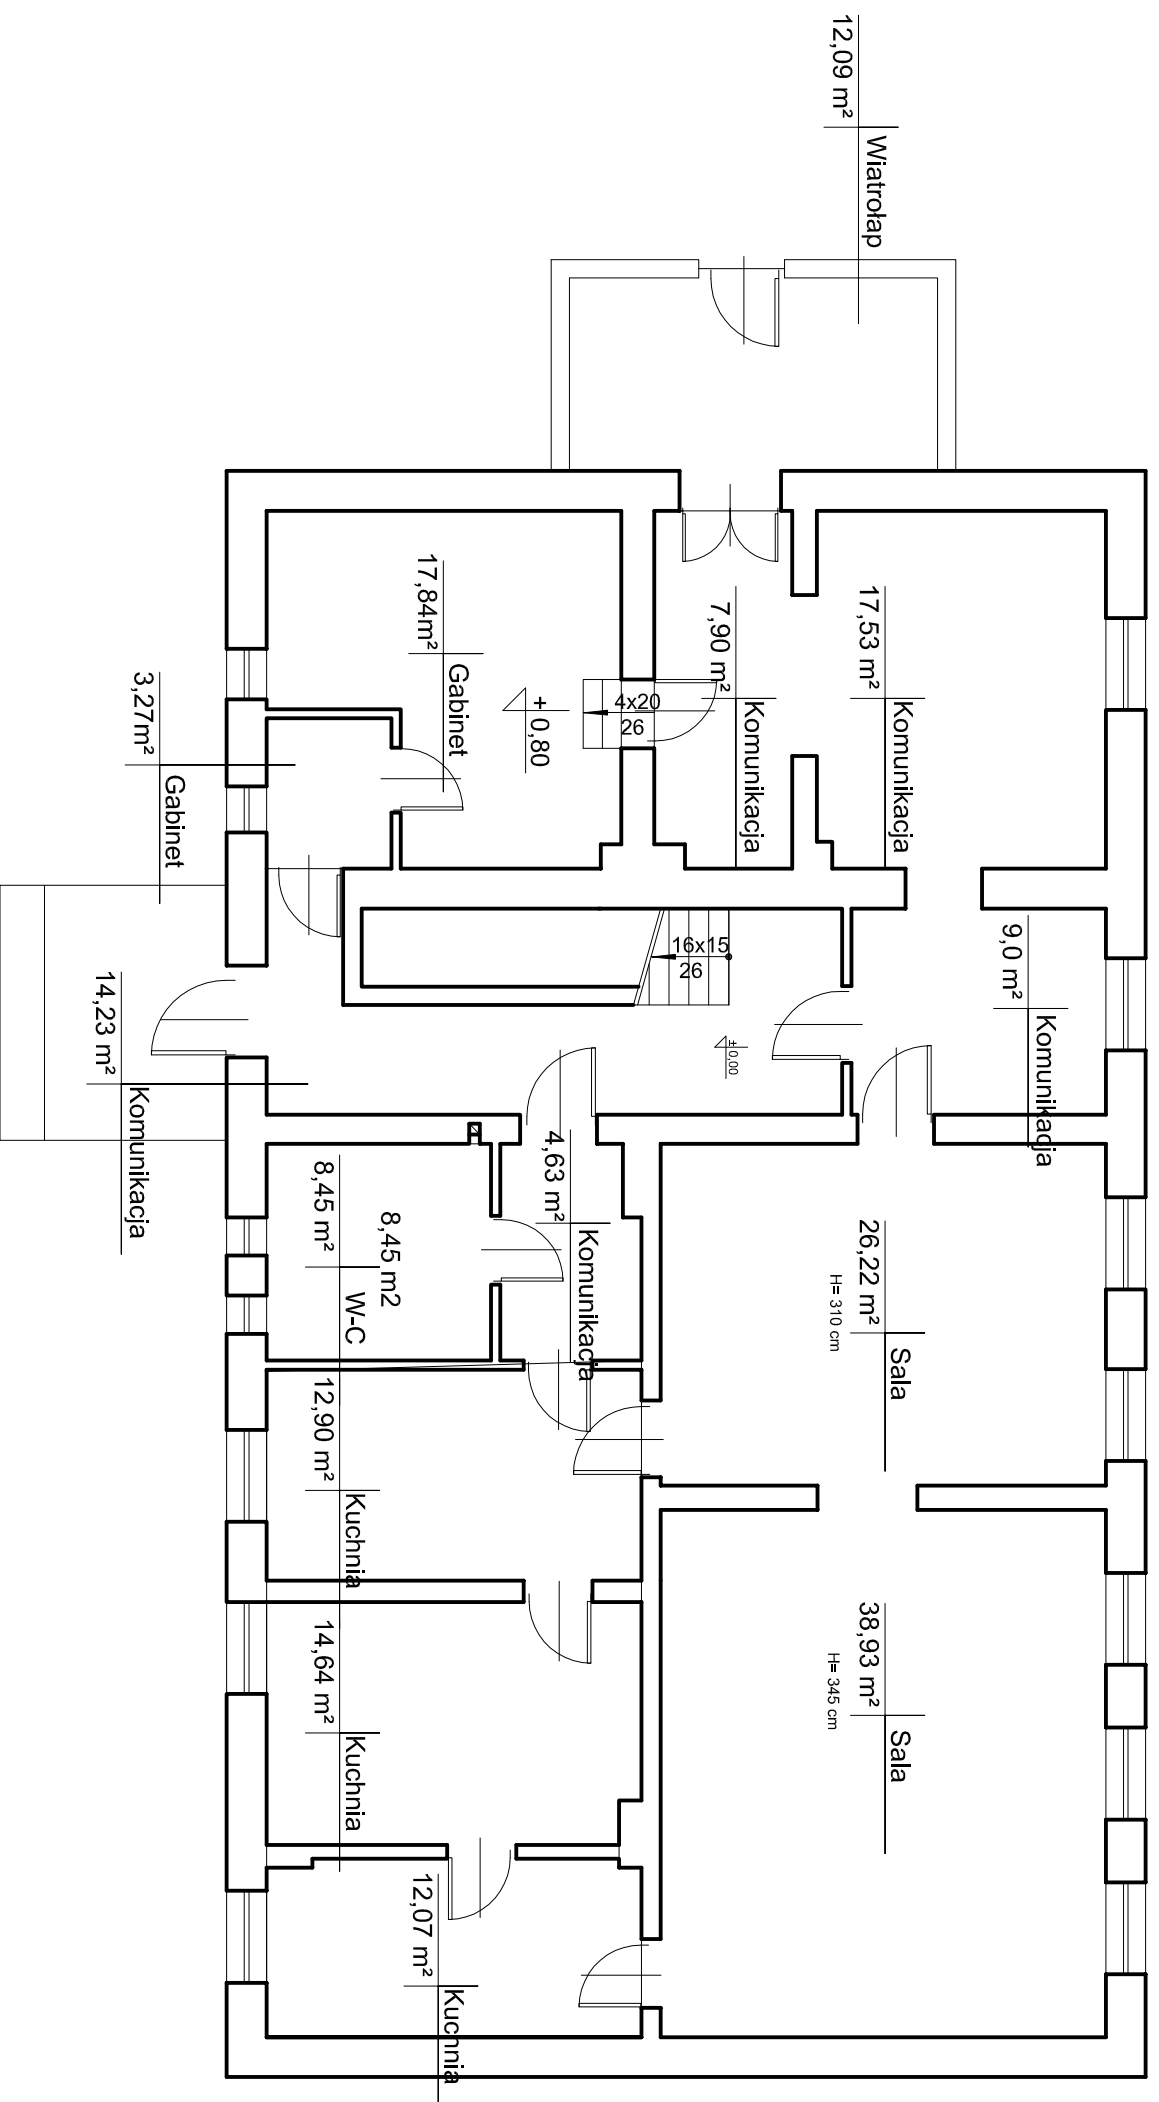 12,09 m²
Wiatrołap
17,53 m²
Komunikacja
7,90 m²
Komunikacja
9,0 m²
Komunikacja
17,84m²
Gabinet
+ 0,80
4x20
26
3,27m²
Gabinet
16x15
26
± 0,00
14,23 m²
Komunikacja
4,63 m²
Komunikacja
8,45 m²
8,45 m2
W-C
26,22 m²
Sala
H= 310 cm
12,90 m²
Kuchnia
38,93 m²
Sala
H= 345 cm
14,64 m²
Kuchnia
12,07 m²
Kuchnia